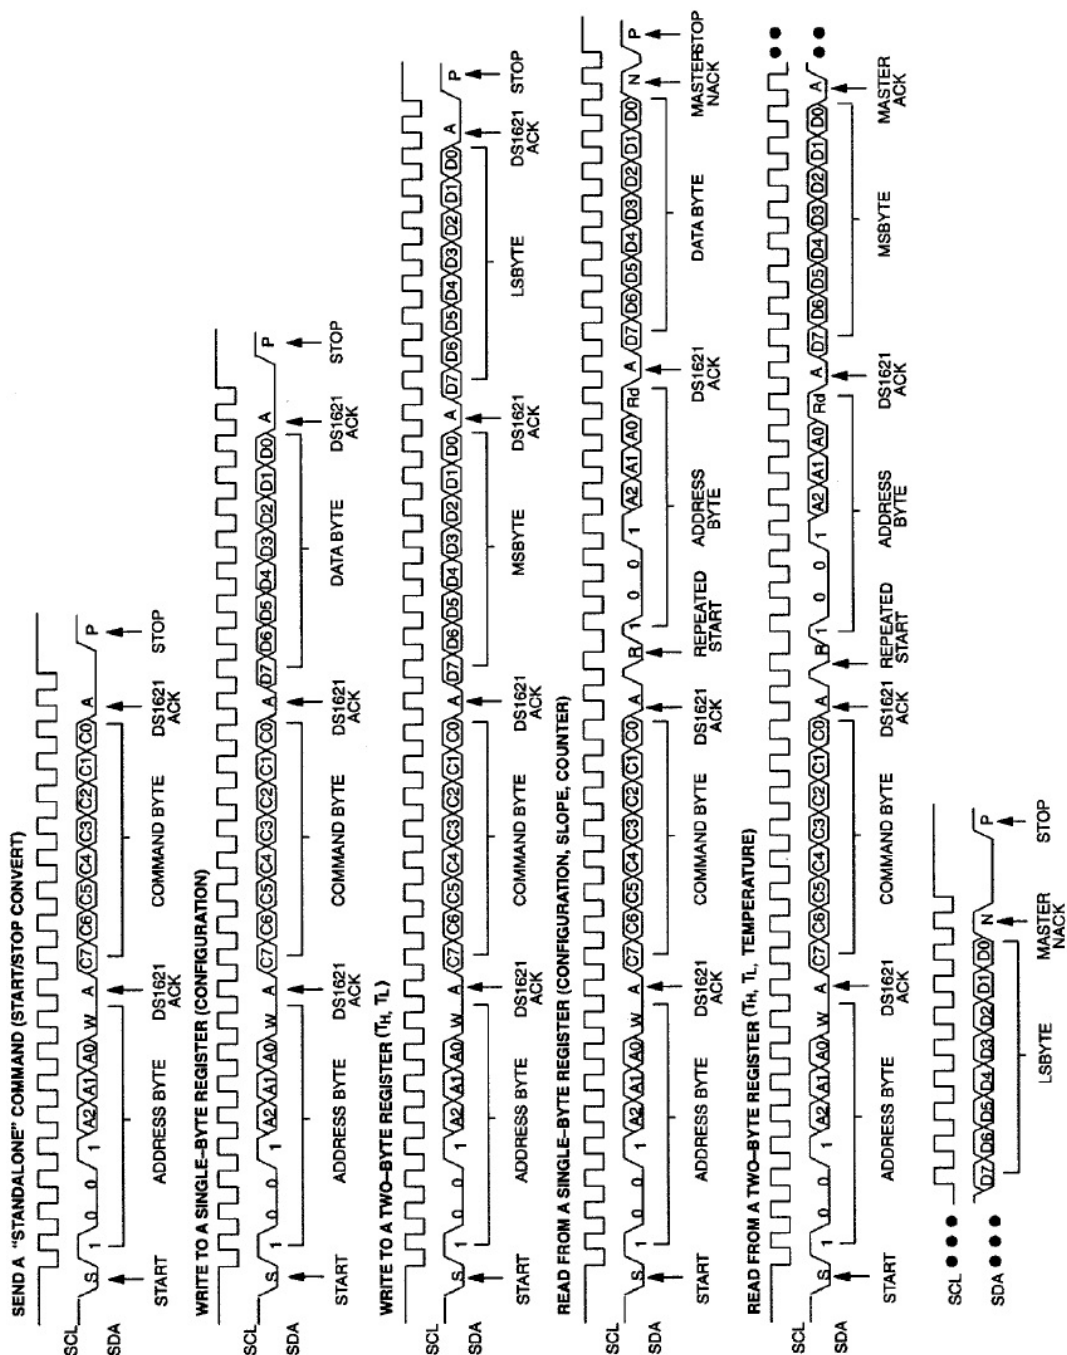 SEND A "STANDALONE" COMMAND (START/STOP CONVERT)
SCL
SDA
S 1 0 0 1 A2 A1 A0 W A C7 C6 C5 C4 C3 C2 C1 C0 A P
START ADDRESS BYTE DS1621 ACK COMMAND BYTE DS1621 ACK STOP
WRITE TO A SINGLE–BYTE REGISTER (CONFIGURATION)
SCL
SDA
S 1 0 0 1 A2 A1 A0 W A C7 C6 C5 C4 C3 C2 C1 C0 A D7 D6 D5 D4 D3 D2 D1 D0 A P
START ADDRESS BYTE DS1621 ACK COMMAND BYTE DS1621 ACK DATA BYTE DS1621 ACK STOP
WRITE TO A TWO–BYTE REGISTER (TH, TL)
SCL
SDA
S 1 0 0 1 A2 A1 A0 W A C7 C6 C5 C4 C3 C2 C1 C0 A D7 D6 D5 D4 D3 D2 D1 D0 A D7 D6 D5 D4 D3 D2 D1 D0 A P
START ADDRESS BYTE DS1621 ACK COMMAND BYTE DS1621 ACK MSBYTE DS1621 ACK LSBYTE DS1621 ACK STOP
READ FROM A SINGLE–BYTE REGISTER (CONFIGURATION, SLOPE, COUNTER)
SCL
SDA
S 1 0 0 1 A2 A1 A0 W A C7 C6 C5 C4 C3 C2 C1 C0 A R 1 0 0 1 A2 A1 A0 Rd A D7 D6 D5 D4 D3 D2 D1 D0 N P
START ADDRESS BYTE DS1621 ACK COMMAND BYTE DS1621 ACK REPEATED START ADDRESS BYTE DS1621 ACK DATA BYTE MASTER NACK STOP
READ FROM A TWO–BYTE REGISTER (TH, TL, TEMPERATURE)
SCL
SDA
S 1 0 0 1 A2 A1 A0 W A C7 C6 C5 C4 C3 C2 C1 C0 A R 1 0 0 1 A2 A1 A0 Rd A D7 D6 D5 D4 D3 D2 D1 D0 A
START ADDRESS BYTE DS1621 ACK COMMAND BYTE DS1621 ACK REPEATED START ADDRESS BYTE DS1621 ACK MSBYTE MASTER ACK
SCL
SDA
D7 D6 D5 D4 D3 D2 D1 D0 N P
LSBYTE MASTER NACK STOP